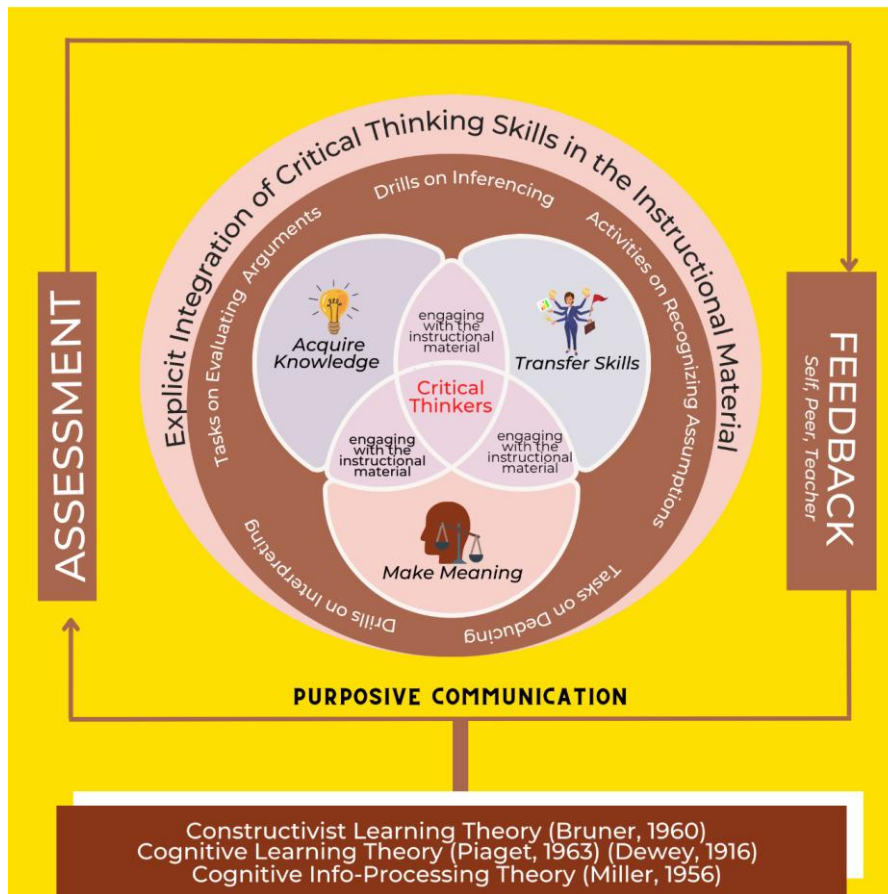 Explicit Integration of Critical Thinking Skills in the Instructional Material
Tasks on Evaluating Arguments
Drills on Inferencing
Activities on Recognizing Assumptions
Tasks on Deducing
Drills on Interpreting
ASSESSMENT
FEEDBACK
Self, Peer, Teacher
Acquire
Knowledge
engaging
with the
instructional
material
Transfer Skills
Critical
Thinkers
engaging
with the
instructional
material
engaging
with the
instructional
material
Make Meaning
PURPOSIVE COMMUNICATION
Constructivist Learning Theory (Bruner, 1960)
Cognitive Learning Theory (Piaget, 1963) (Dewey, 1916)
Cognitive Info-Processing Theory (Miller, 1956)